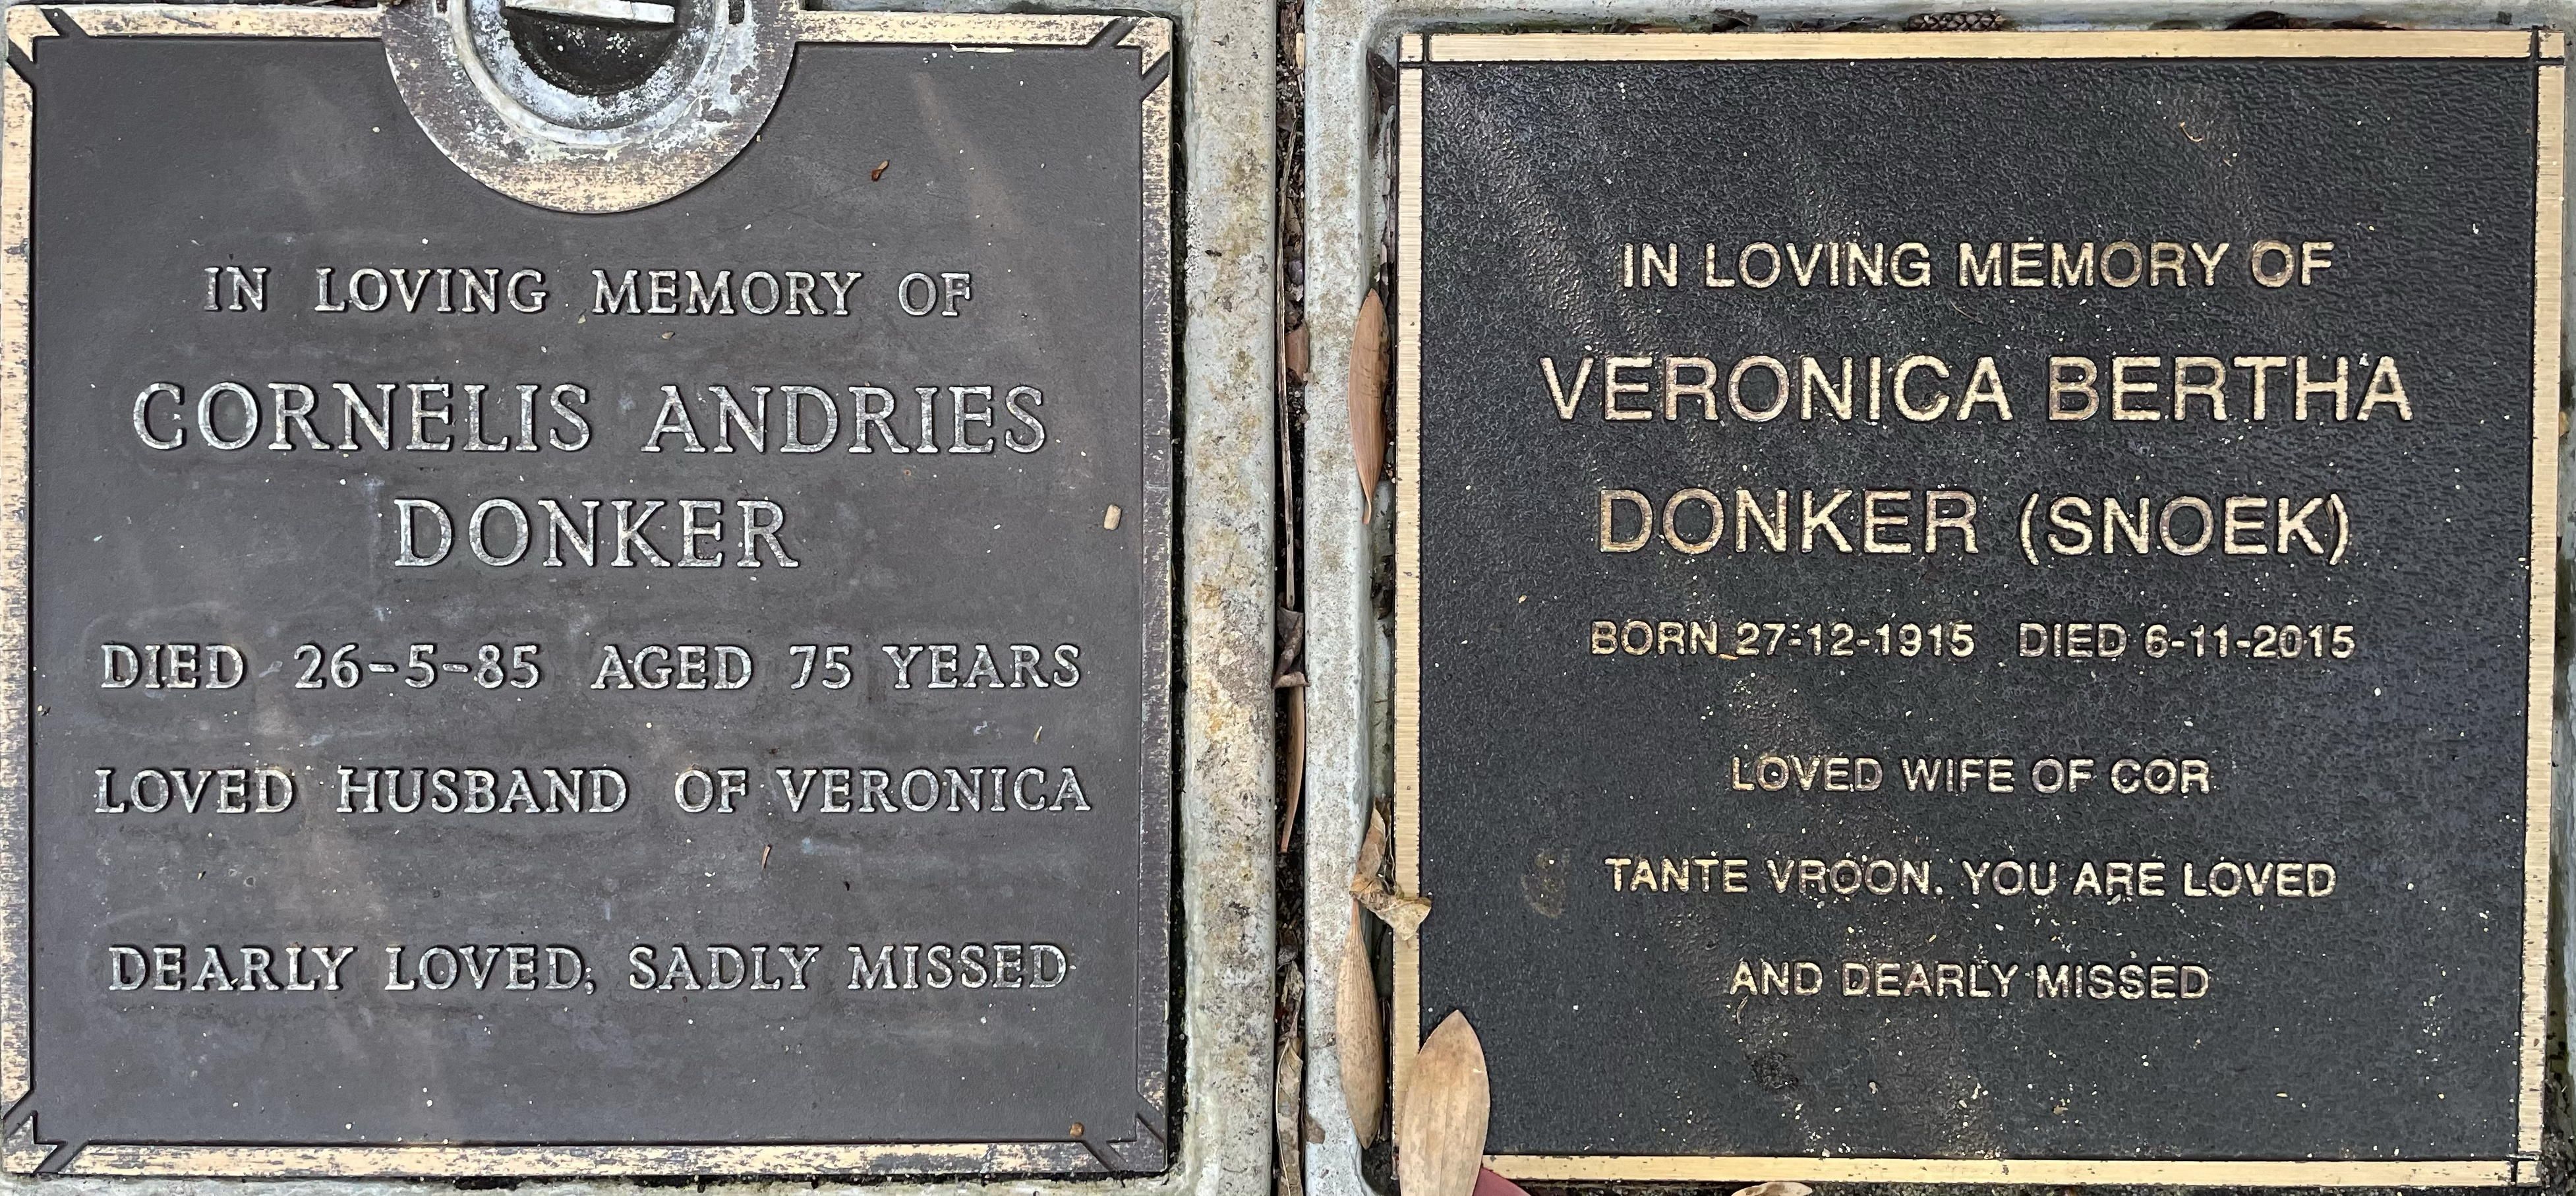 IN LOVING MEMORY OF
CORNELIS ANDRIES
DONKER
DIED 26-5-85 AGED 75 YEARS
LOVED HUSBAND OF VERONICA
DEARLY LOVED, SADLY MISSED
IN LOVING MEMORY OF
VERONICA BERTHA
DONKER (SNOEK)
BORN 27-12-1915 DIED 6-11-2015
LOVED WIFE OF COR
TANTE VROON. YOU ARE LOVED
AND DEARLY MISSED